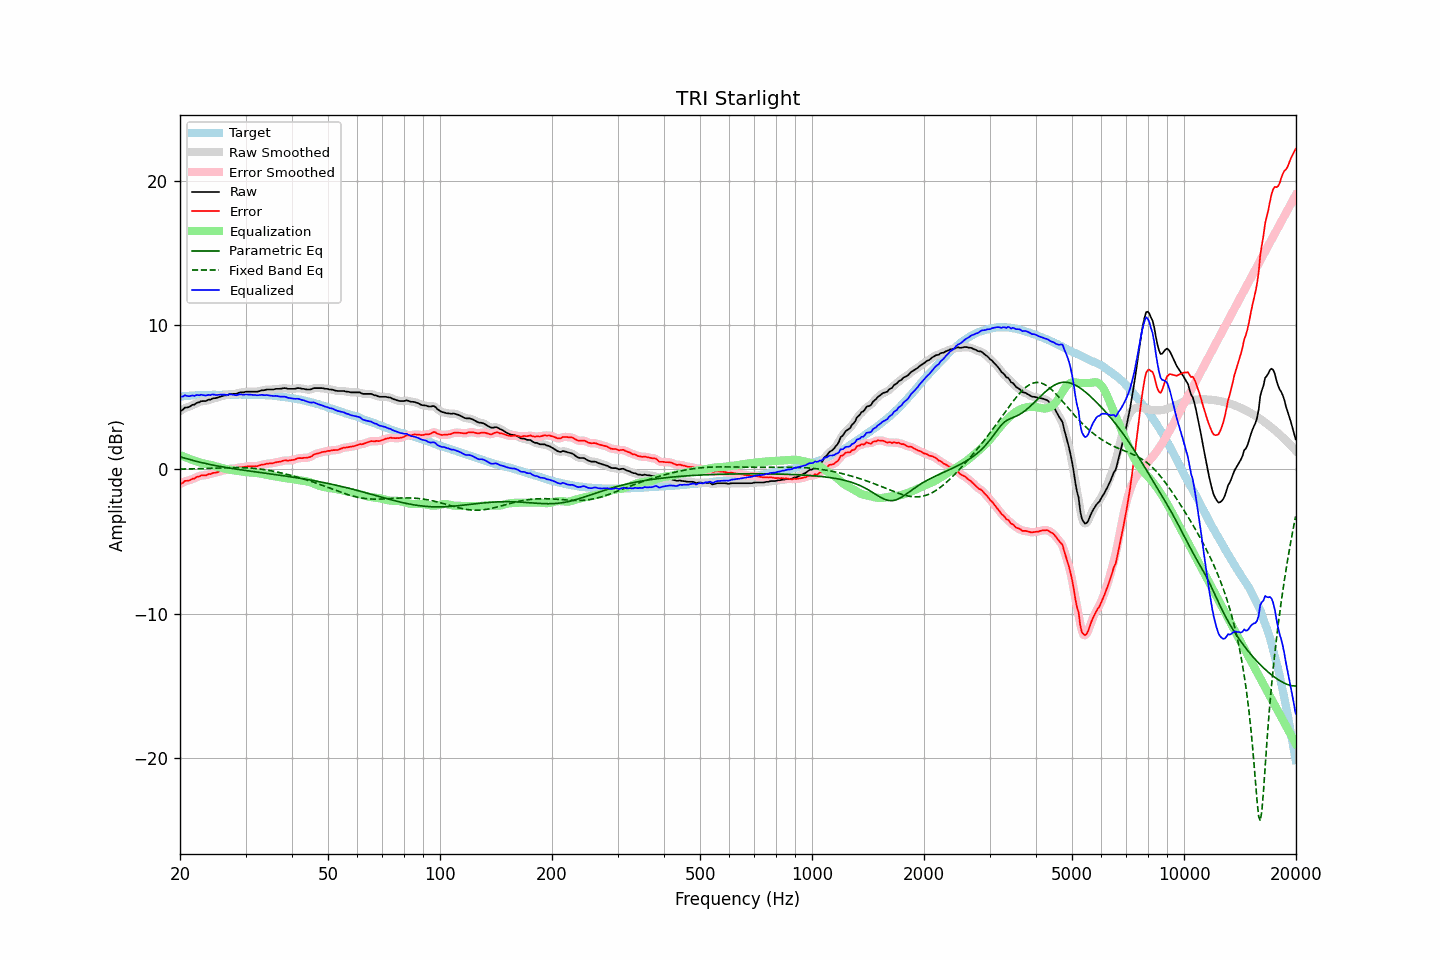 TRI Starlight
Target
Raw Smoothed
Error Smoothed
Raw
Error
Equalization
Parametric Eq
Fixed Band Eq
Equalized
20
10
0
−10
−20
Amplitude (dBr)
20
50
100
200
500
1000
2000
5000
10000
20000
Frequency (Hz)